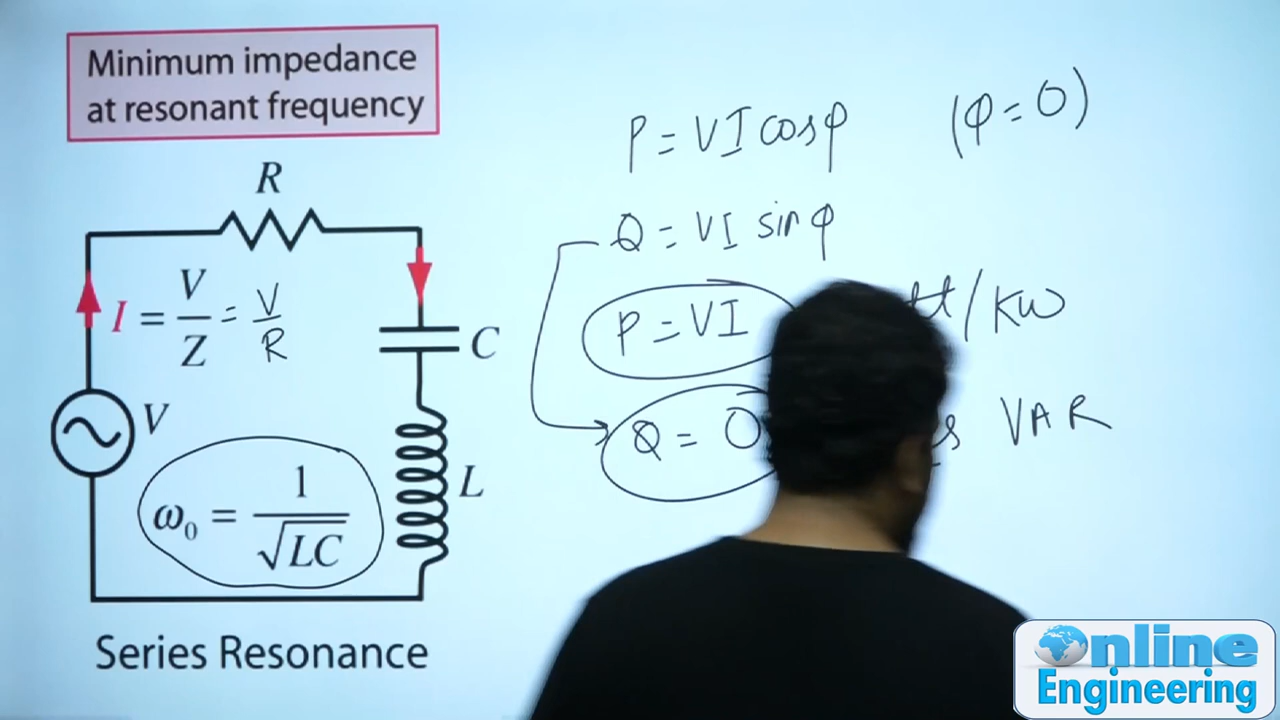 Minimum impedance
at resonant frequency
R
I = V/Z = V/R
C
V
L
ω₀ = 1/√LC
Series Resonance
P = VI cosφ (φ = 0)
Q = VI sinφ
P = VI /KW
Q = 0 VAR
Online
Engineering